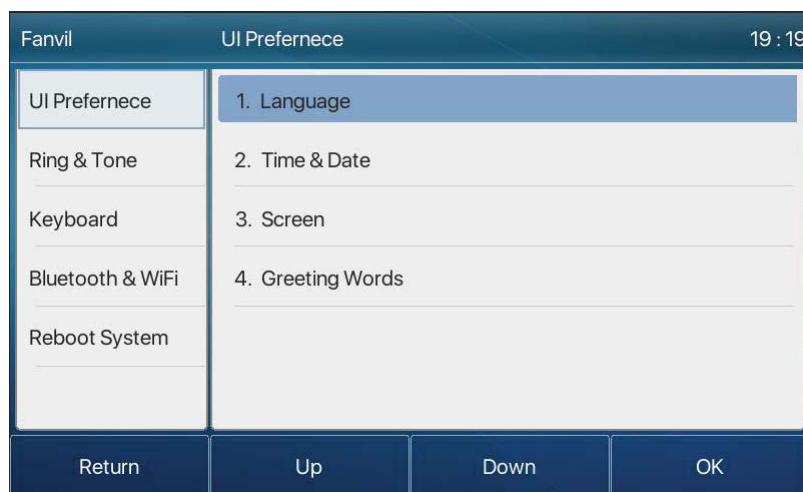 Fanvil UI Prefernece 19 : 19
UI Prefernece
Ring & Tone
Keyboard
Bluetooth & WiFi
Reboot System
1. Language
2. Time & Date
3. Screen
4. Greeting Words
Return Up Down OK